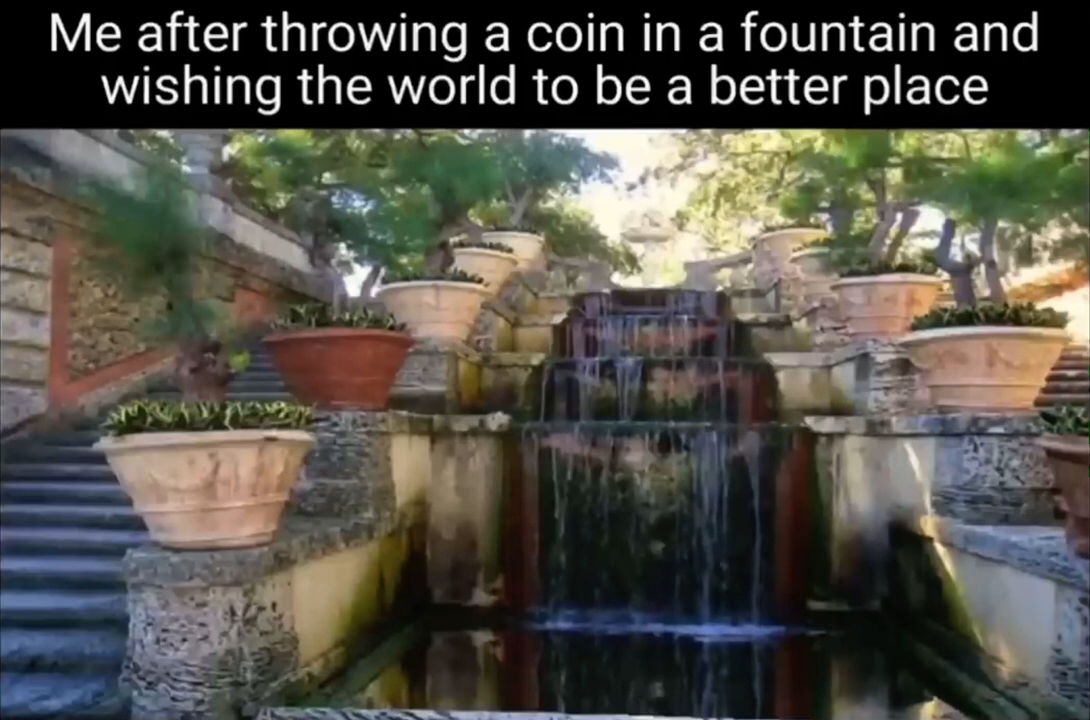 Me after throwing a coin in a fountain and
wishing the world to be a better place